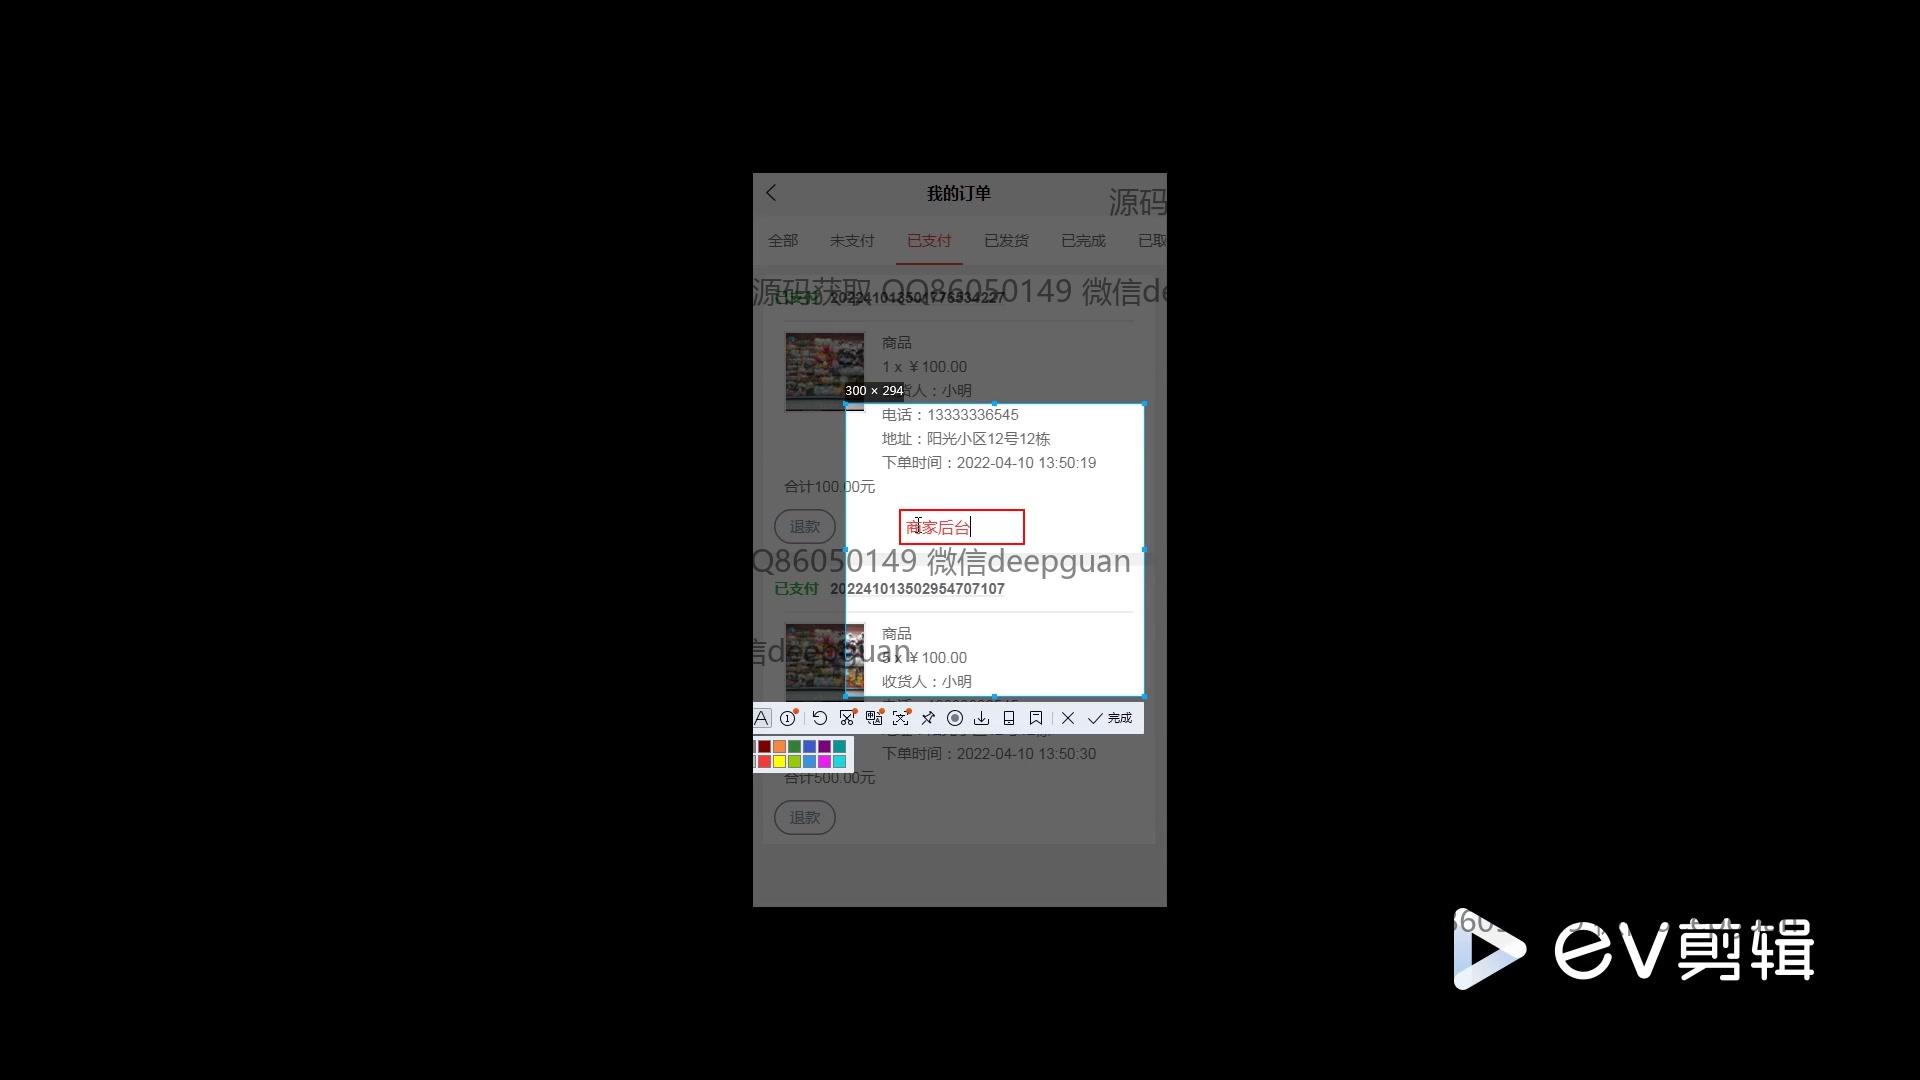 我的订单
源码
全部 未支付 已支付 已发货 已完成 已取
源码获取 QQ86050149 微信de
已支付 202241013501776534227
商品
1 x ￥100.00
300 × 294
货人：小明
电话：13333336545
地址：阳光小区12号12栋
下单时间：2022-04-10 13:50:19
合计100.00元
退款
商家后台
Q86050149 微信deepguan
已支付 202241013502954707107
商品
信deepguan
5 x ￥100.00
收货人：小明
完成
下单时间：2022-04-10 13:50:30
合计500.00元
退款
ev剪辑